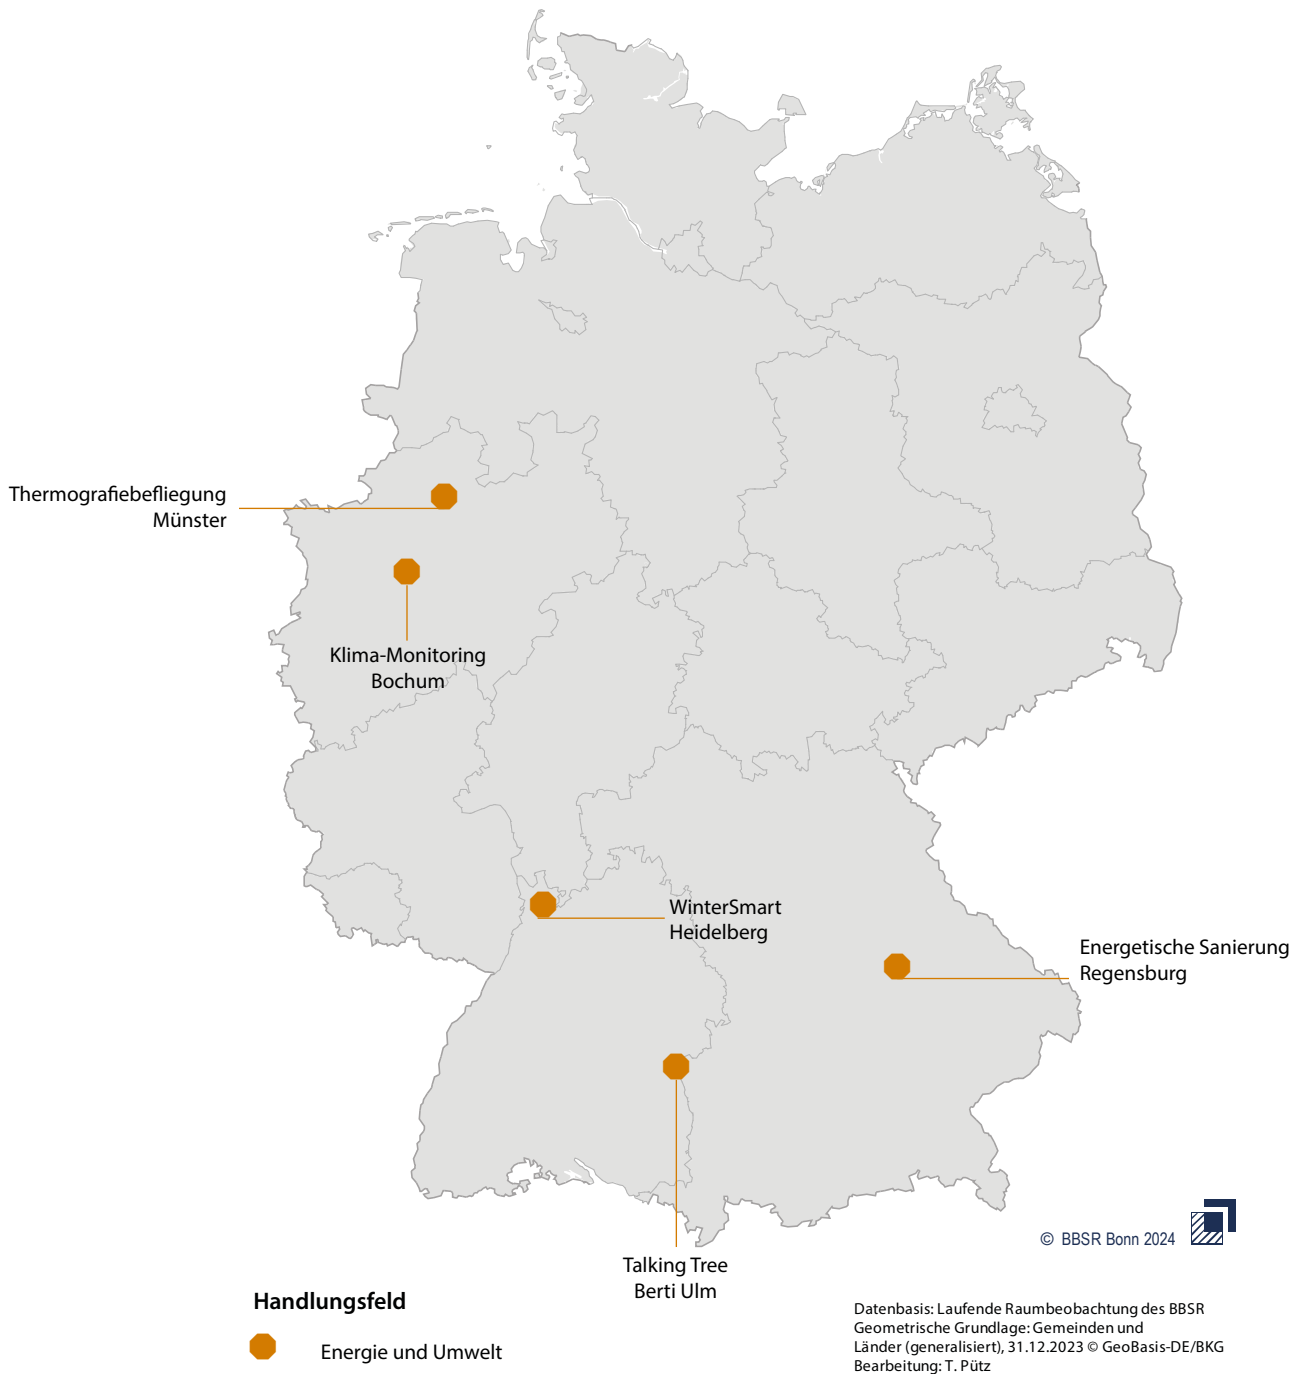 Thermografiebefliegung
Münster
Klima-Monitoring
Bochum
WinterSmart
Heidelberg
Energetische Sanierung
Regensburg
Talking Tree
Berti Ulm
© BBSR Bonn 2024
Handlungsfeld
Energie und Umwelt
Datenbasis: Laufende Raumbeobachtung des BBSR
Geometrische Grundlage: Gemeinden und
Länder (generalisiert), 31.12.2023 © GeoBasis-DE/BKG
Bearbeitung: T. Pütz